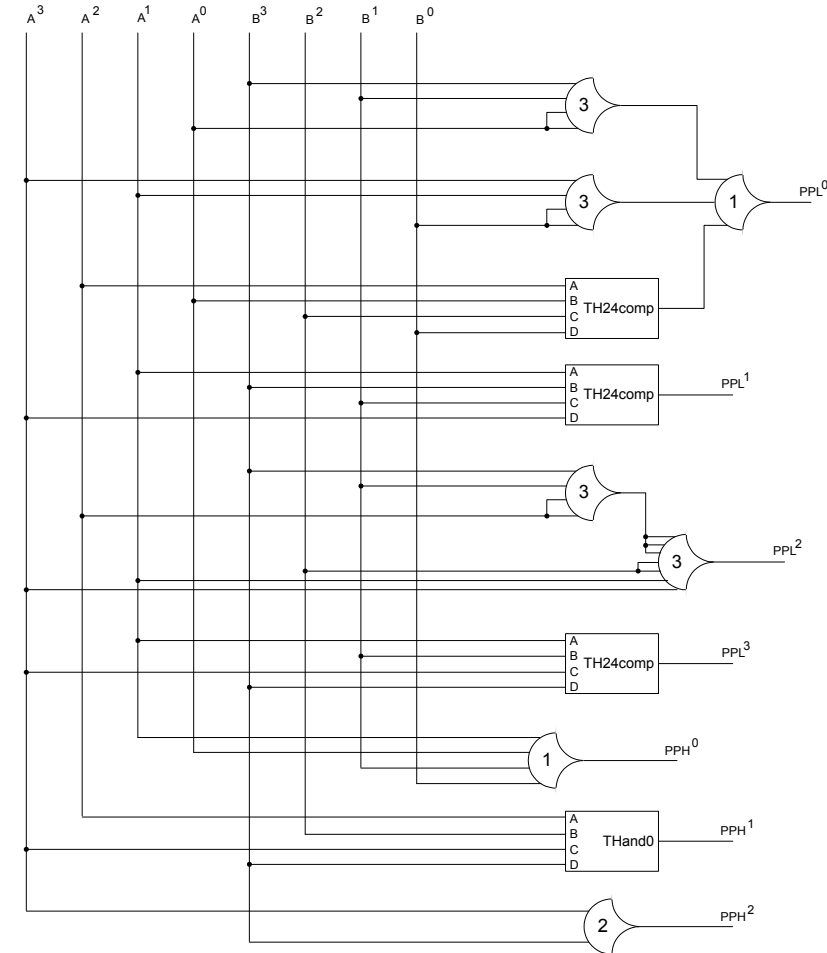 A³ A² A¹ A⁰ B³ B² B¹ B⁰
3
3
1
PPL⁰
A
B
C
D
TH24comp
A
B
C
D
TH24comp
PPL¹
3
3
PPL²
A
B
C
D
TH24comp
PPL³
1
PPH⁰
A
B
C
D
THand0
PPH¹
2
PPH²